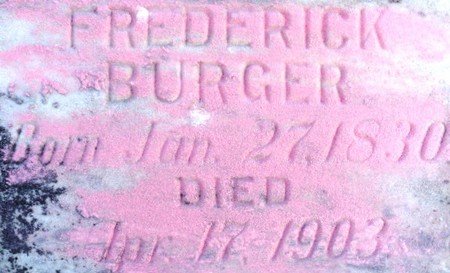 FREDERICK
BURGER
Born Jan. 27, 1830
DIED
Apr. 17, 1903